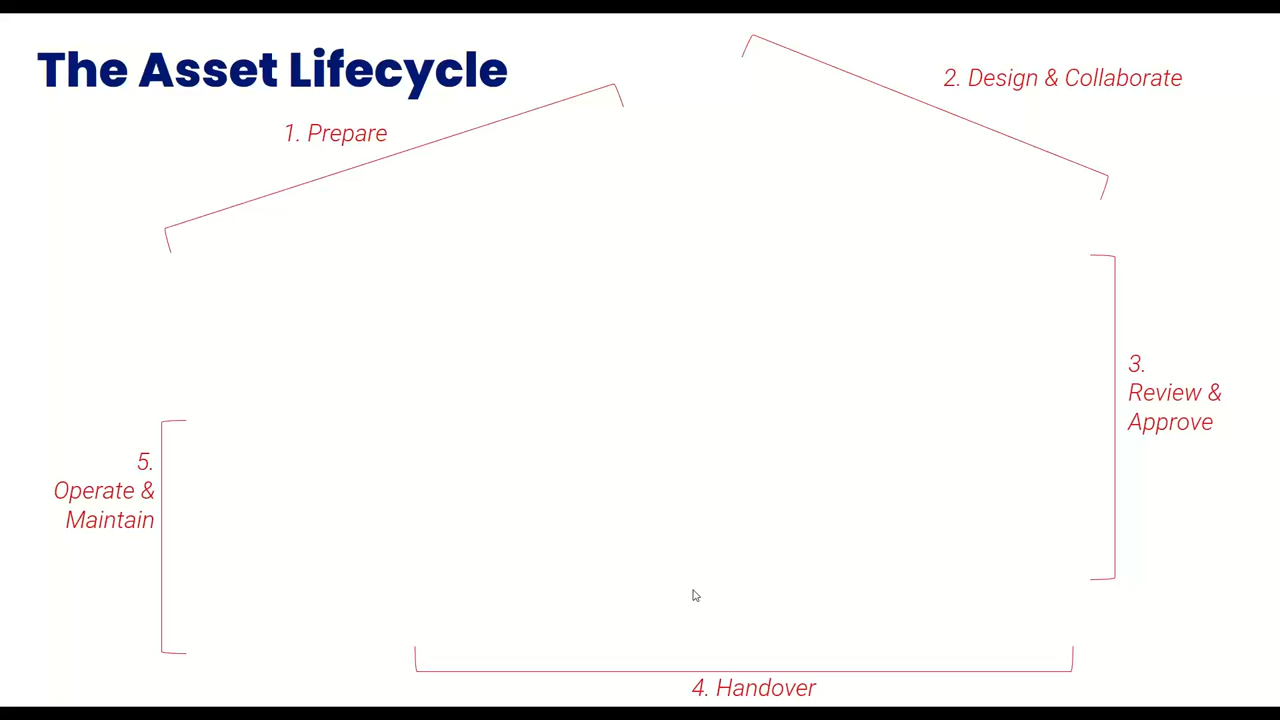 The Asset Lifecycle
1. Prepare
2. Design & Collaborate
3.
Review &
Approve
4. Handover
5.
Operate &
Maintain